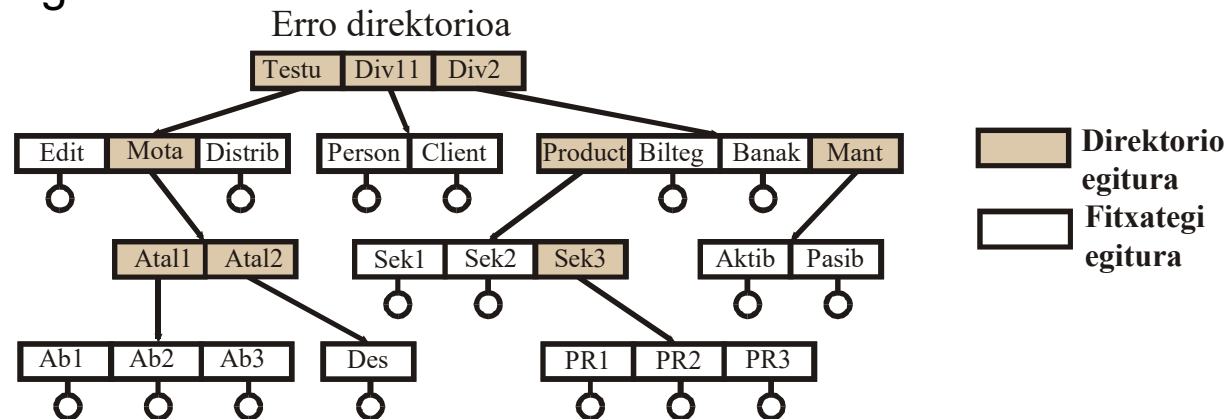 g
Erro direktorioa
Testu Div11 Div2
Edit Mota Distrib Person Client Product Bilteg Banak Mant
Direktorio
egitura
Fitxategi
egitura
Atal1 Atal2 Sek1 Sek2 Sek3 Aktib Pasib
Ab1 Ab2 Ab3 Des PR1 PR2 PR3